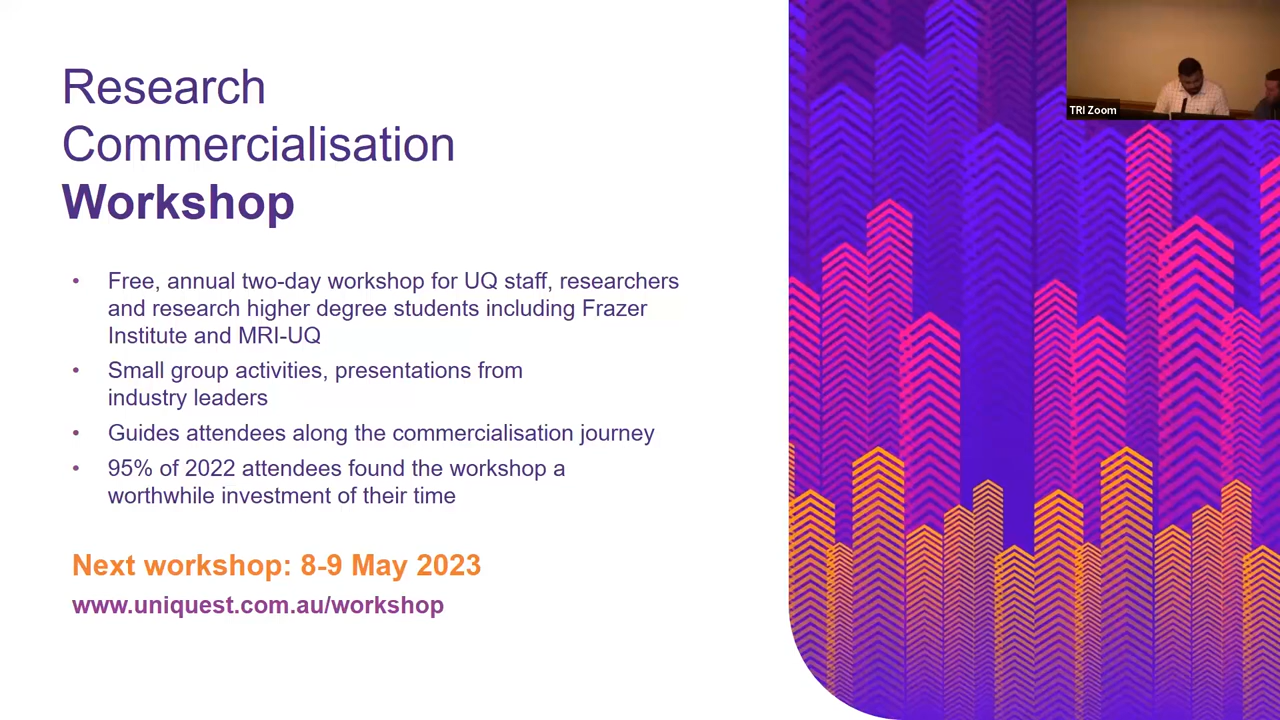 Research
Commercialisation
Workshop
• Free, annual two-day workshop for UQ staff, researchers
and research higher degree students including Frazer
Institute and MRI-UQ
• Small group activities, presentations from
industry leaders
• Guides attendees along the commercialisation journey
• 95% of 2022 attendees found the workshop a
worthwhile investment of their time
Next workshop: 8-9 May 2023
www.uniquest.com.au/workshop
TRI Zoom